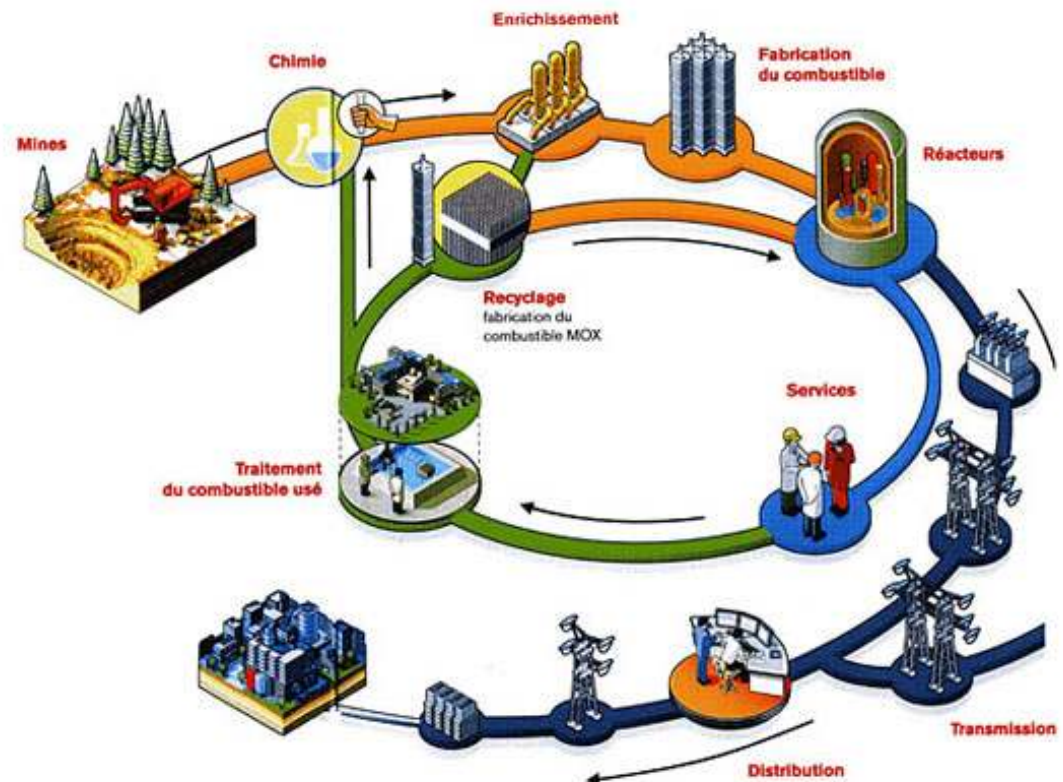 Enrichissement
Fabrication
du combustible
Chimie
Mines
Réacteurs
Recyclage
fabrication du
combustible MOX
Services
Traitement
du combustible usé
Transmission
Distribution